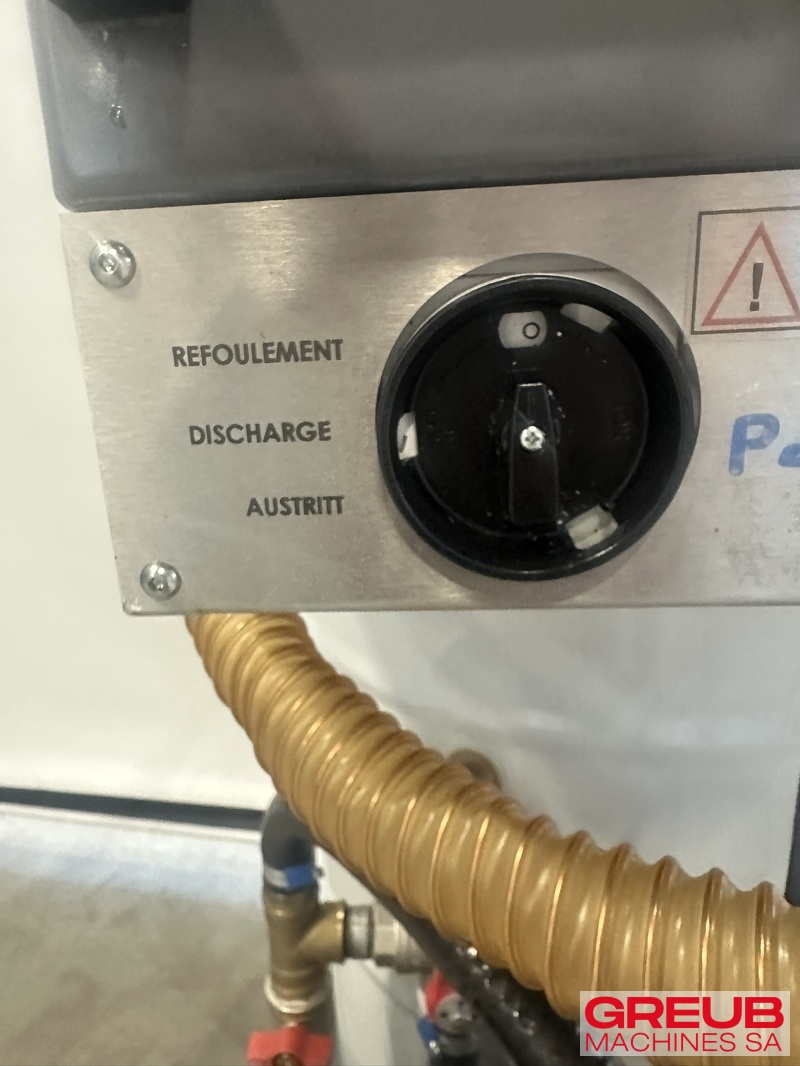 REFOULEMENT
DISCHARGE
AUSTRITT
O
!
GREUB
MACHINES SA